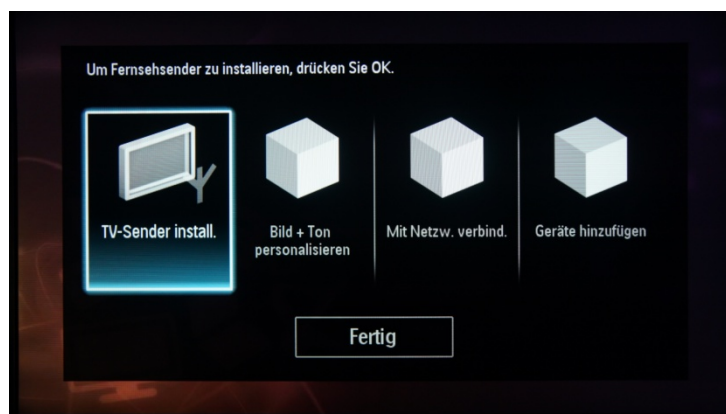 Um Fernsehsender zu installieren, drücken Sie OK.
TV-Sender install.
Bild + Ton
personalisieren
Mit Netzw. verbind.
Geräte hinzufügen
Fertig